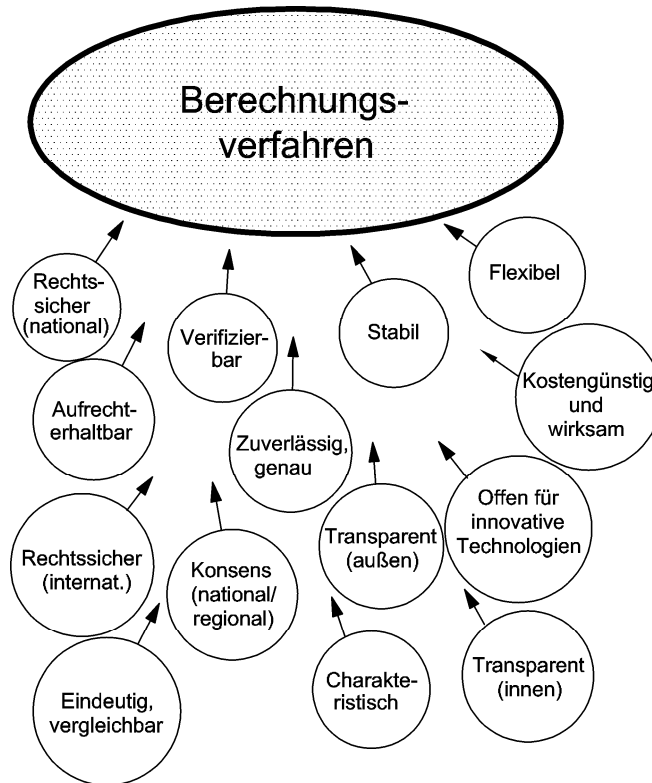 Berechnungs-
verfahren
Rechts-
sicher
(national)
Verifizier-
bar
Stabil
Flexibel
Aufrecht-
erhaltbar
Zuverlässig,
genau
Kostengünstig
und
wirksam
Rechtssicher
(internat.)
Konsens
(national/
regional)
Transparent
(außen)
Offen für
innovative
Technologien
Eindeutig,
vergleichbar
Charakte-
ristisch
Transparent
(innen)